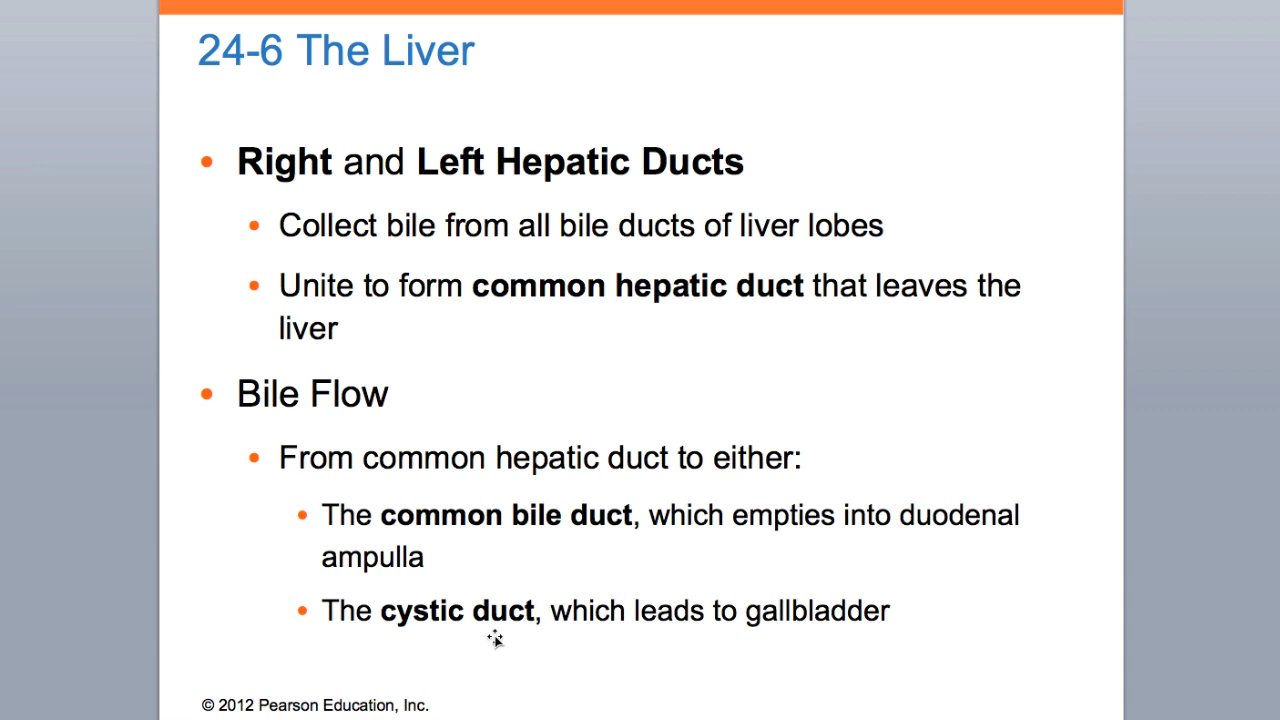 24-6 The Liver
Right and Left Hepatic Ducts
Collect bile from all bile ducts of liver lobes
Unite to form common hepatic duct that leaves the
liver
Bile Flow
From common hepatic duct to either:
The common bile duct, which empties into duodenal
ampulla
The cystic duct, which leads to gallbladder
© 2012 Pearson Education, Inc.